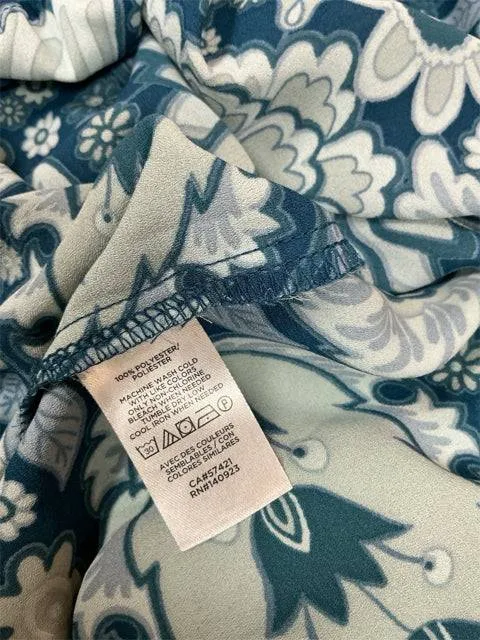 100% POLYESTER/
POLIESTER
MACHINE WASH COLD
WITH LIKE COLORS
ONLY NON-CHLORINE
BLEACH WHEN NEEDED
TUMBLE DRY LOW
COOL IRON WHEN NEEDED
30 P
AVEC DES COULEURS
SEMBLABLES / CON
COLORES SIMILARES
CA#57421
RN#140923